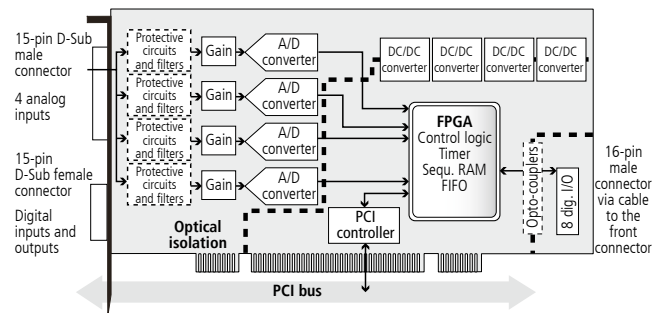 15-pin D-Sub
male
connector
4 analog
inputs
15-pin
D-Sub female
connector
Digital
inputs and
outputs
Protective
circuits
and filters
Gain
A/D
converter
Protective
circuits
and filters
Gain
A/D
converter
Protective
circuits
and filters
Gain
A/D
converter
Protective
circuits
and filters
Gain
A/D
converter
DC/DC
converter
DC/DC
converter
DC/DC
converter
DC/DC
converter
FPGA
Control logic
Timer
Sequ. RAM
FIFO
Opto-couplers
8 dig. I/O
16-pin
male
connector
via cable
to the
front
connector
Optical
isolation
PCI
controller
PCI bus